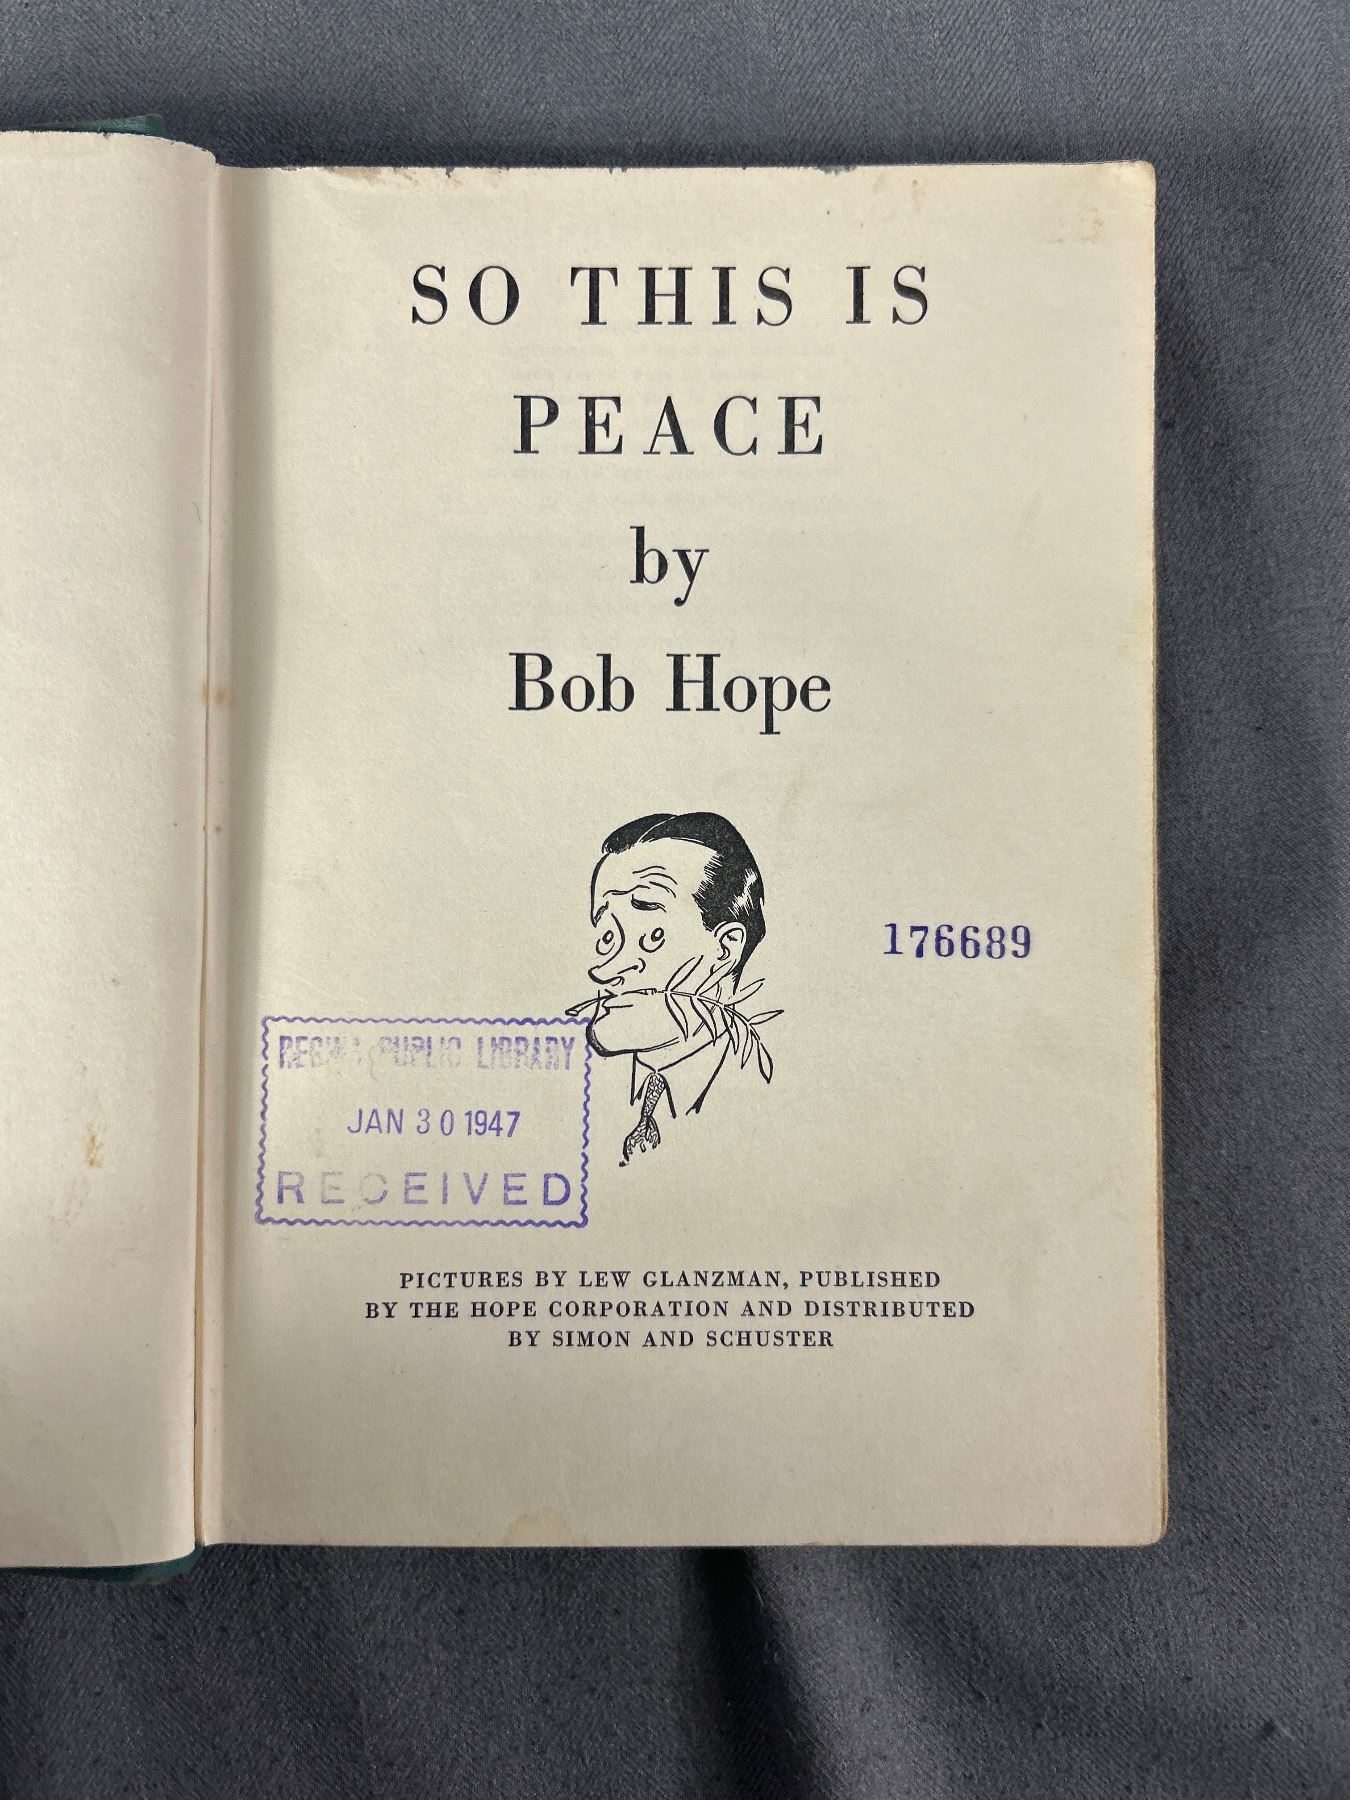 SO THIS IS
PEACE
by
Bob Hope
176689
REGINA PUBLIC LIBRARY
JAN 30 1947
RECEIVED
PICTURES BY LEW GLANZMAN, PUBLISHED
BY THE HOPE CORPORATION AND DISTRIBUTED
BY SIMON AND SCHUSTER